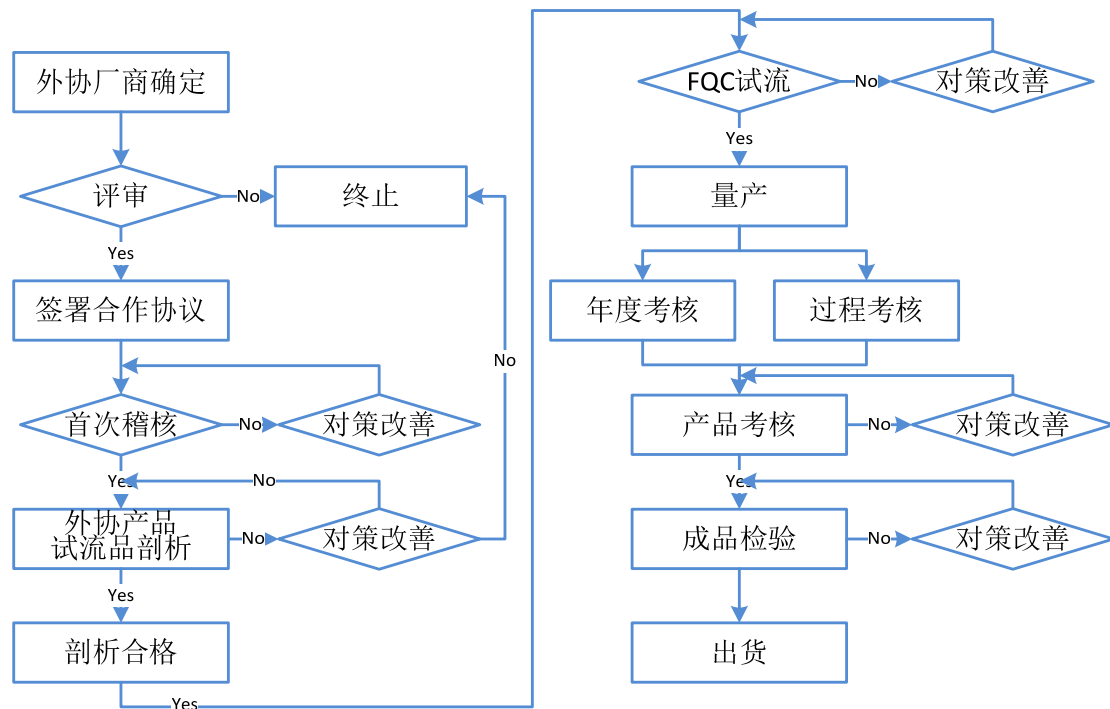 外协厂商确定
评审
No
终止
Yes
签署合作协议
首次稽核
No
对策改善
Yes
No
外协产品
试流品剖析
No
对策改善
No
Yes
剖析合格
Yes
FQC试流
No
对策改善
Yes
量产
年度考核
过程考核
产品考核
No
对策改善
Yes
成品检验
No
对策改善
出货